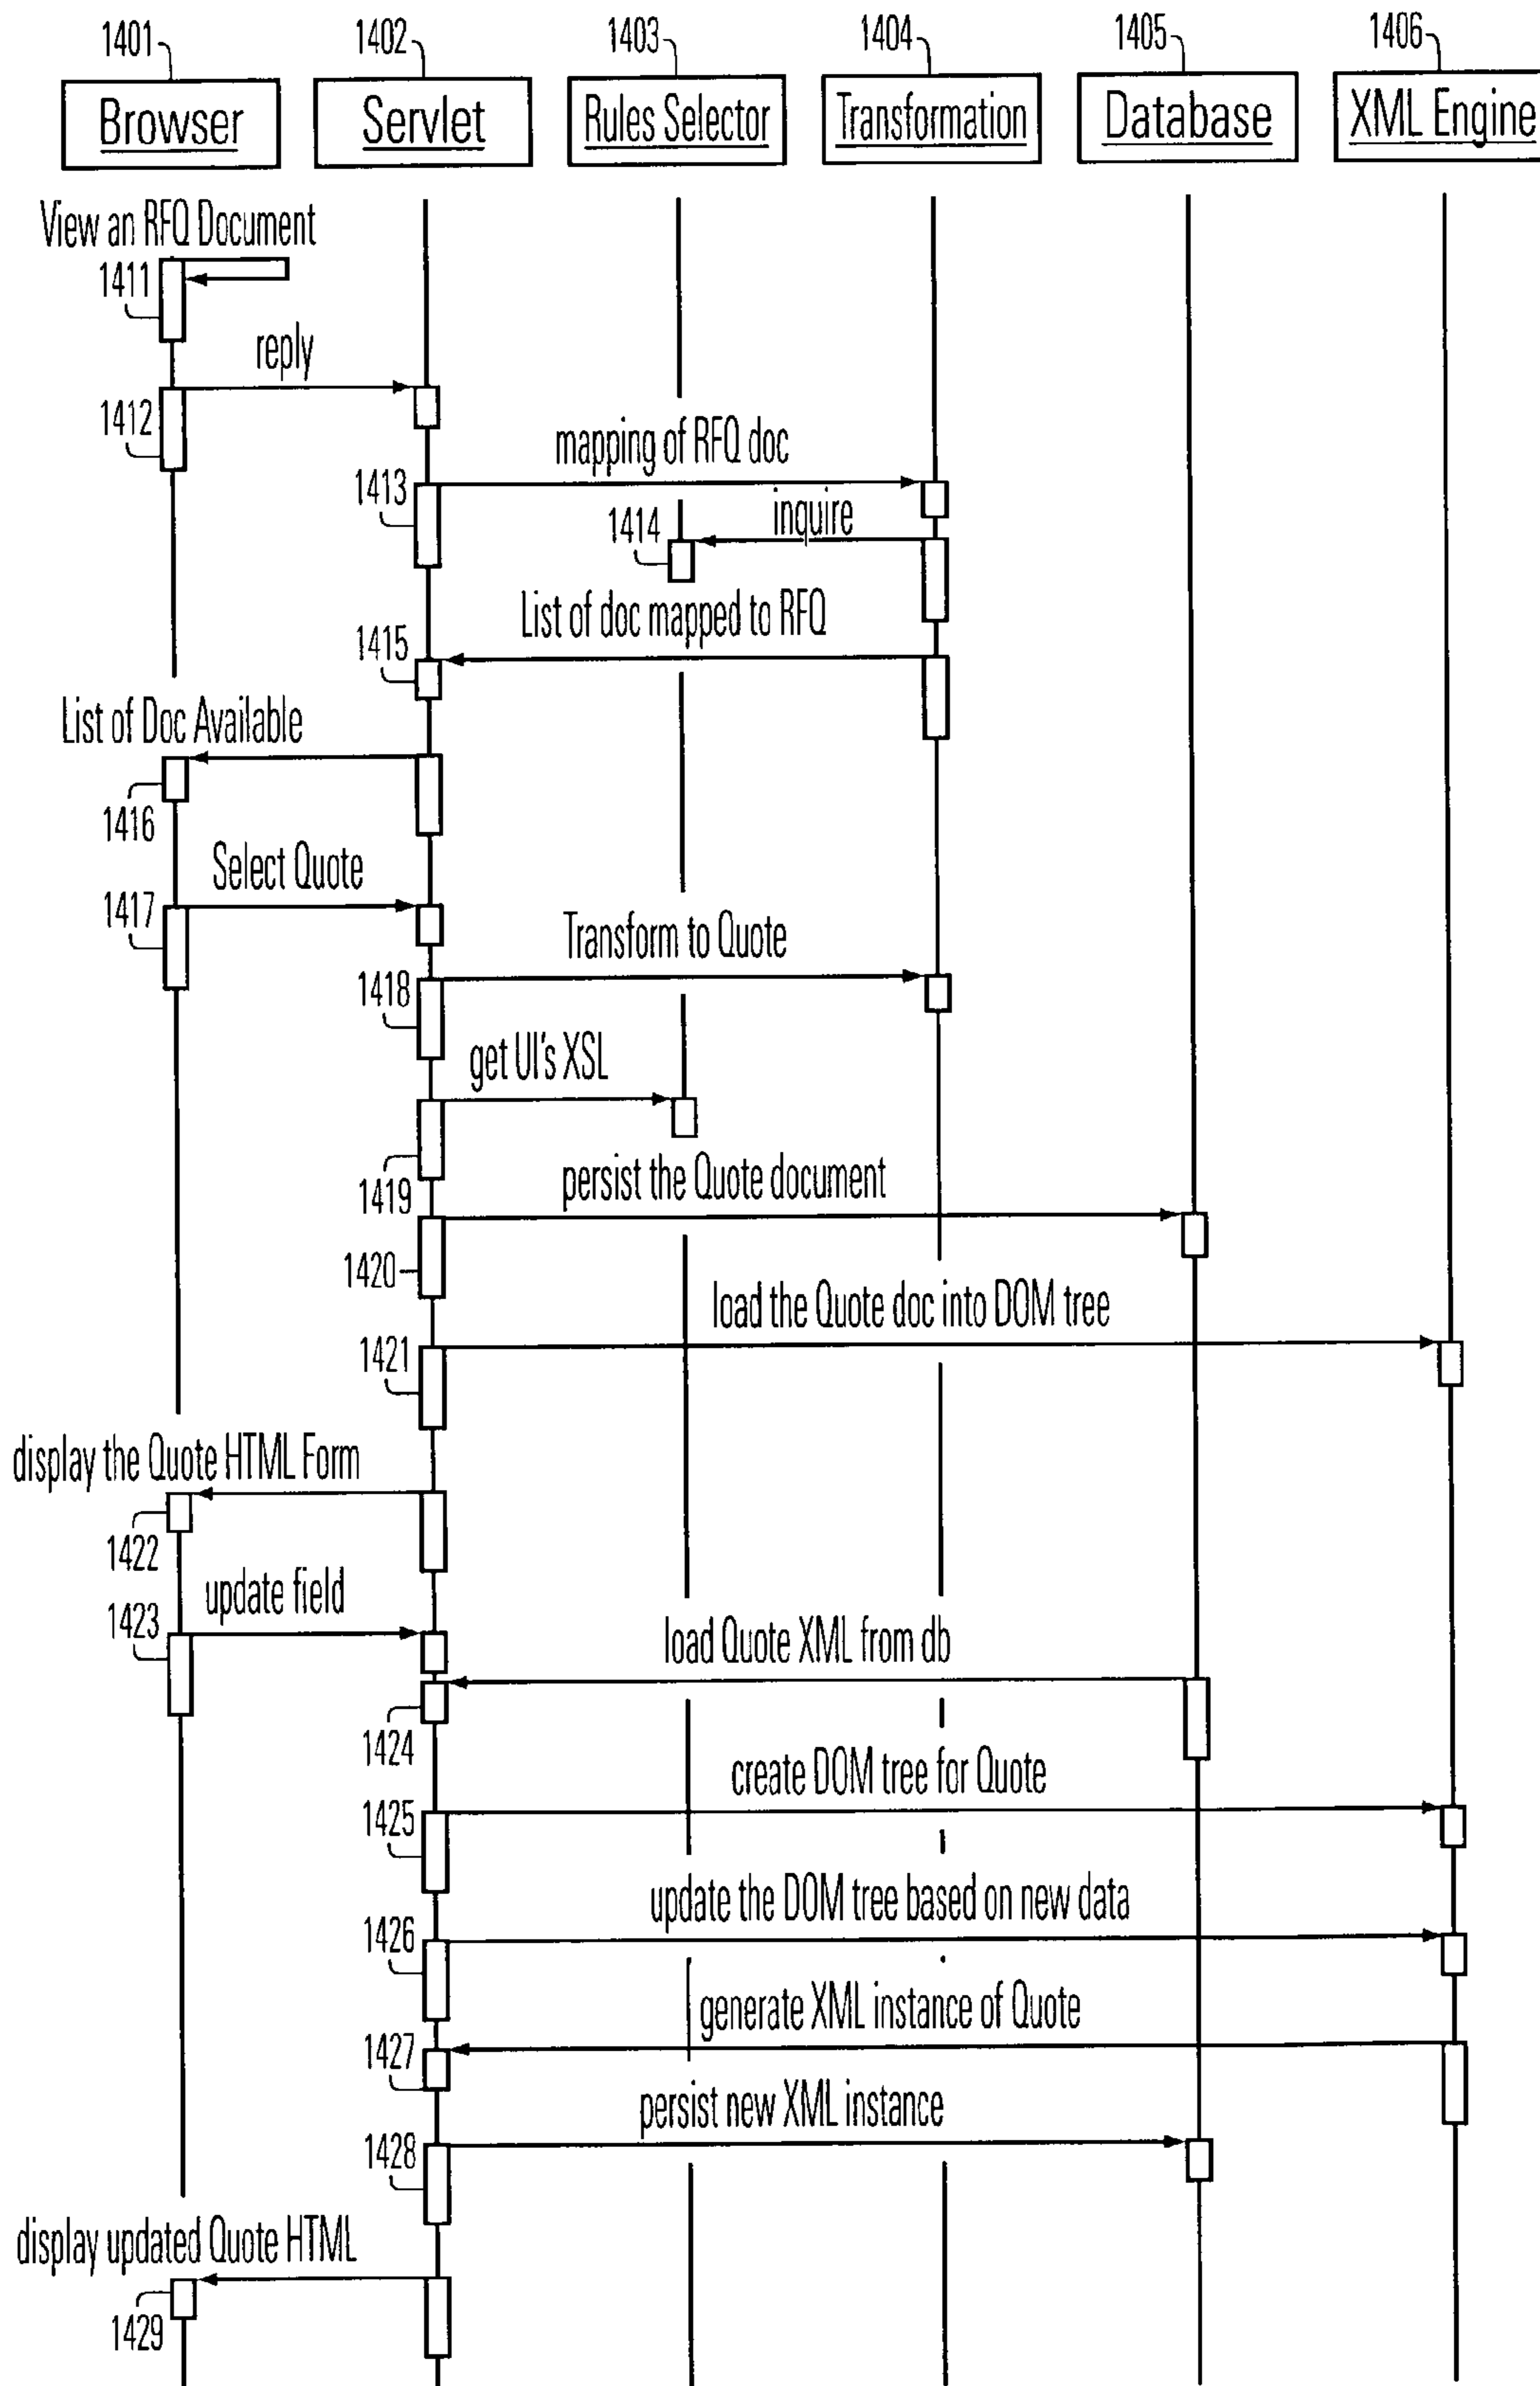 1401
1402
1403
1404
1405
1406
Browser
Servlet
Rules Selector
Transformation
Database
XML Engine
View an RFQ Document
1411
reply
1412
mapping of RFQ doc
1413
inquire
1414
List of doc mapped to RFQ
1415
List of Doc Available
1416
Select Quote
1417
Transform to Quote
1418
get UI's XSL
1419
persist the Quote document
1420
load the Quote doc into DOM tree
1421
display the Quote HTML Form
1422
update field
1423
load Quote XML from db
1424
create DOM tree for Quote
1425
update the DOM tree based on new data
1426
generate XML instance of Quote
1427
persist new XML instance
1428
display updated Quote HTML
1429